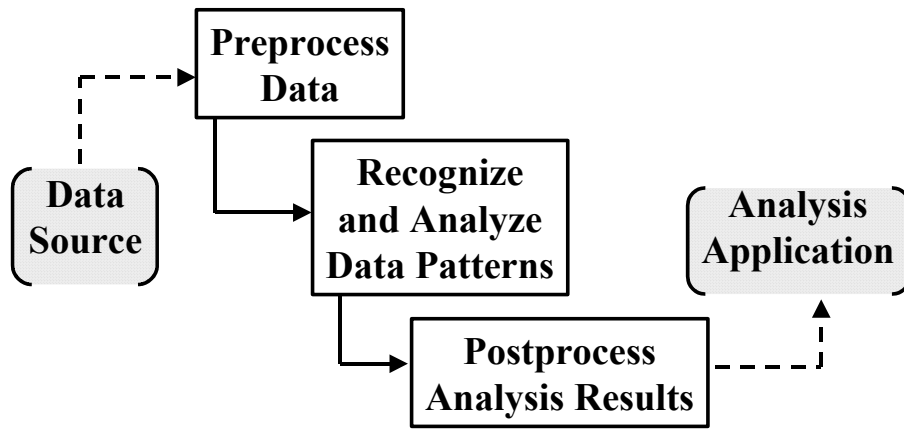 Preprocess
Data
Data
Source
Recognize
and Analyze
Data Patterns
Analysis
Application
Postprocess
Analysis Results